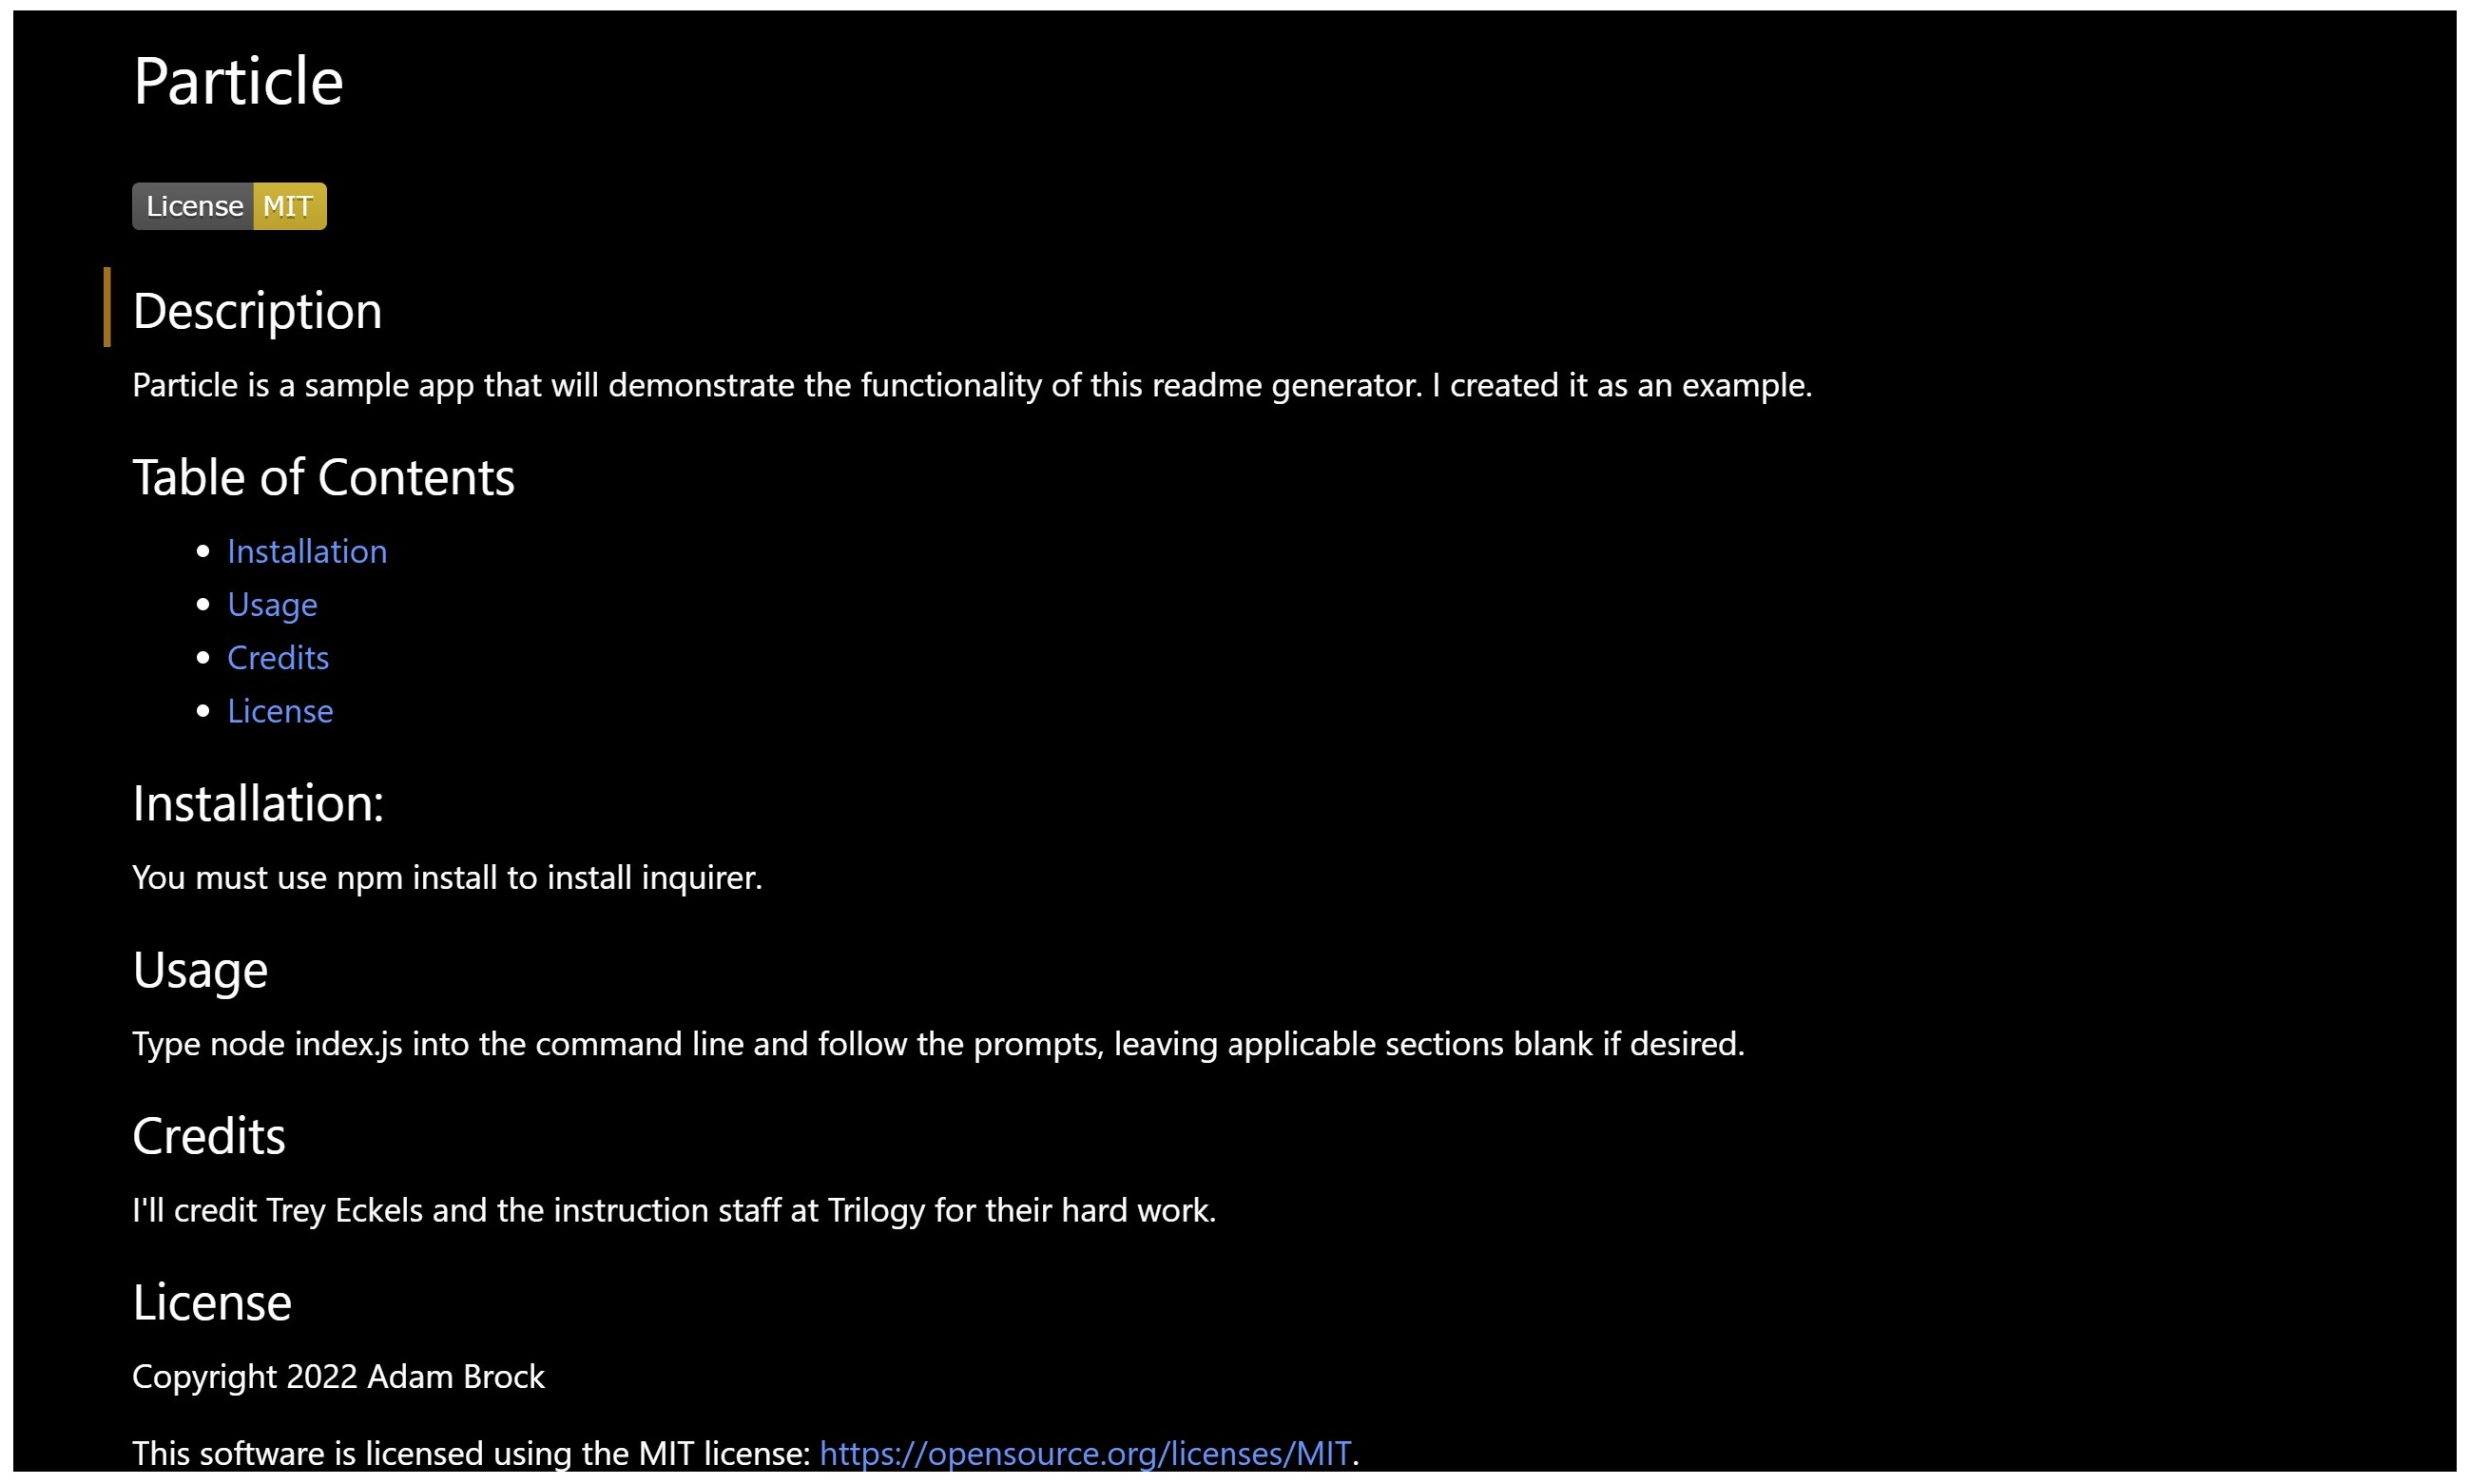 Particle
License MIT
Description
Particle is a sample app that will demonstrate the functionality of this readme generator. I created it as an example.
Table of Contents
Installation
Usage
Credits
License
Installation:
You must use npm install to install inquirer.
Usage
Type node index.js into the command line and follow the prompts, leaving applicable sections blank if desired.
Credits
I'll credit Trey Eckels and the instruction staff at Trilogy for their hard work.
License
Copyright 2022 Adam Brock
This software is licensed using the MIT license: https://opensource.org/licenses/MIT.